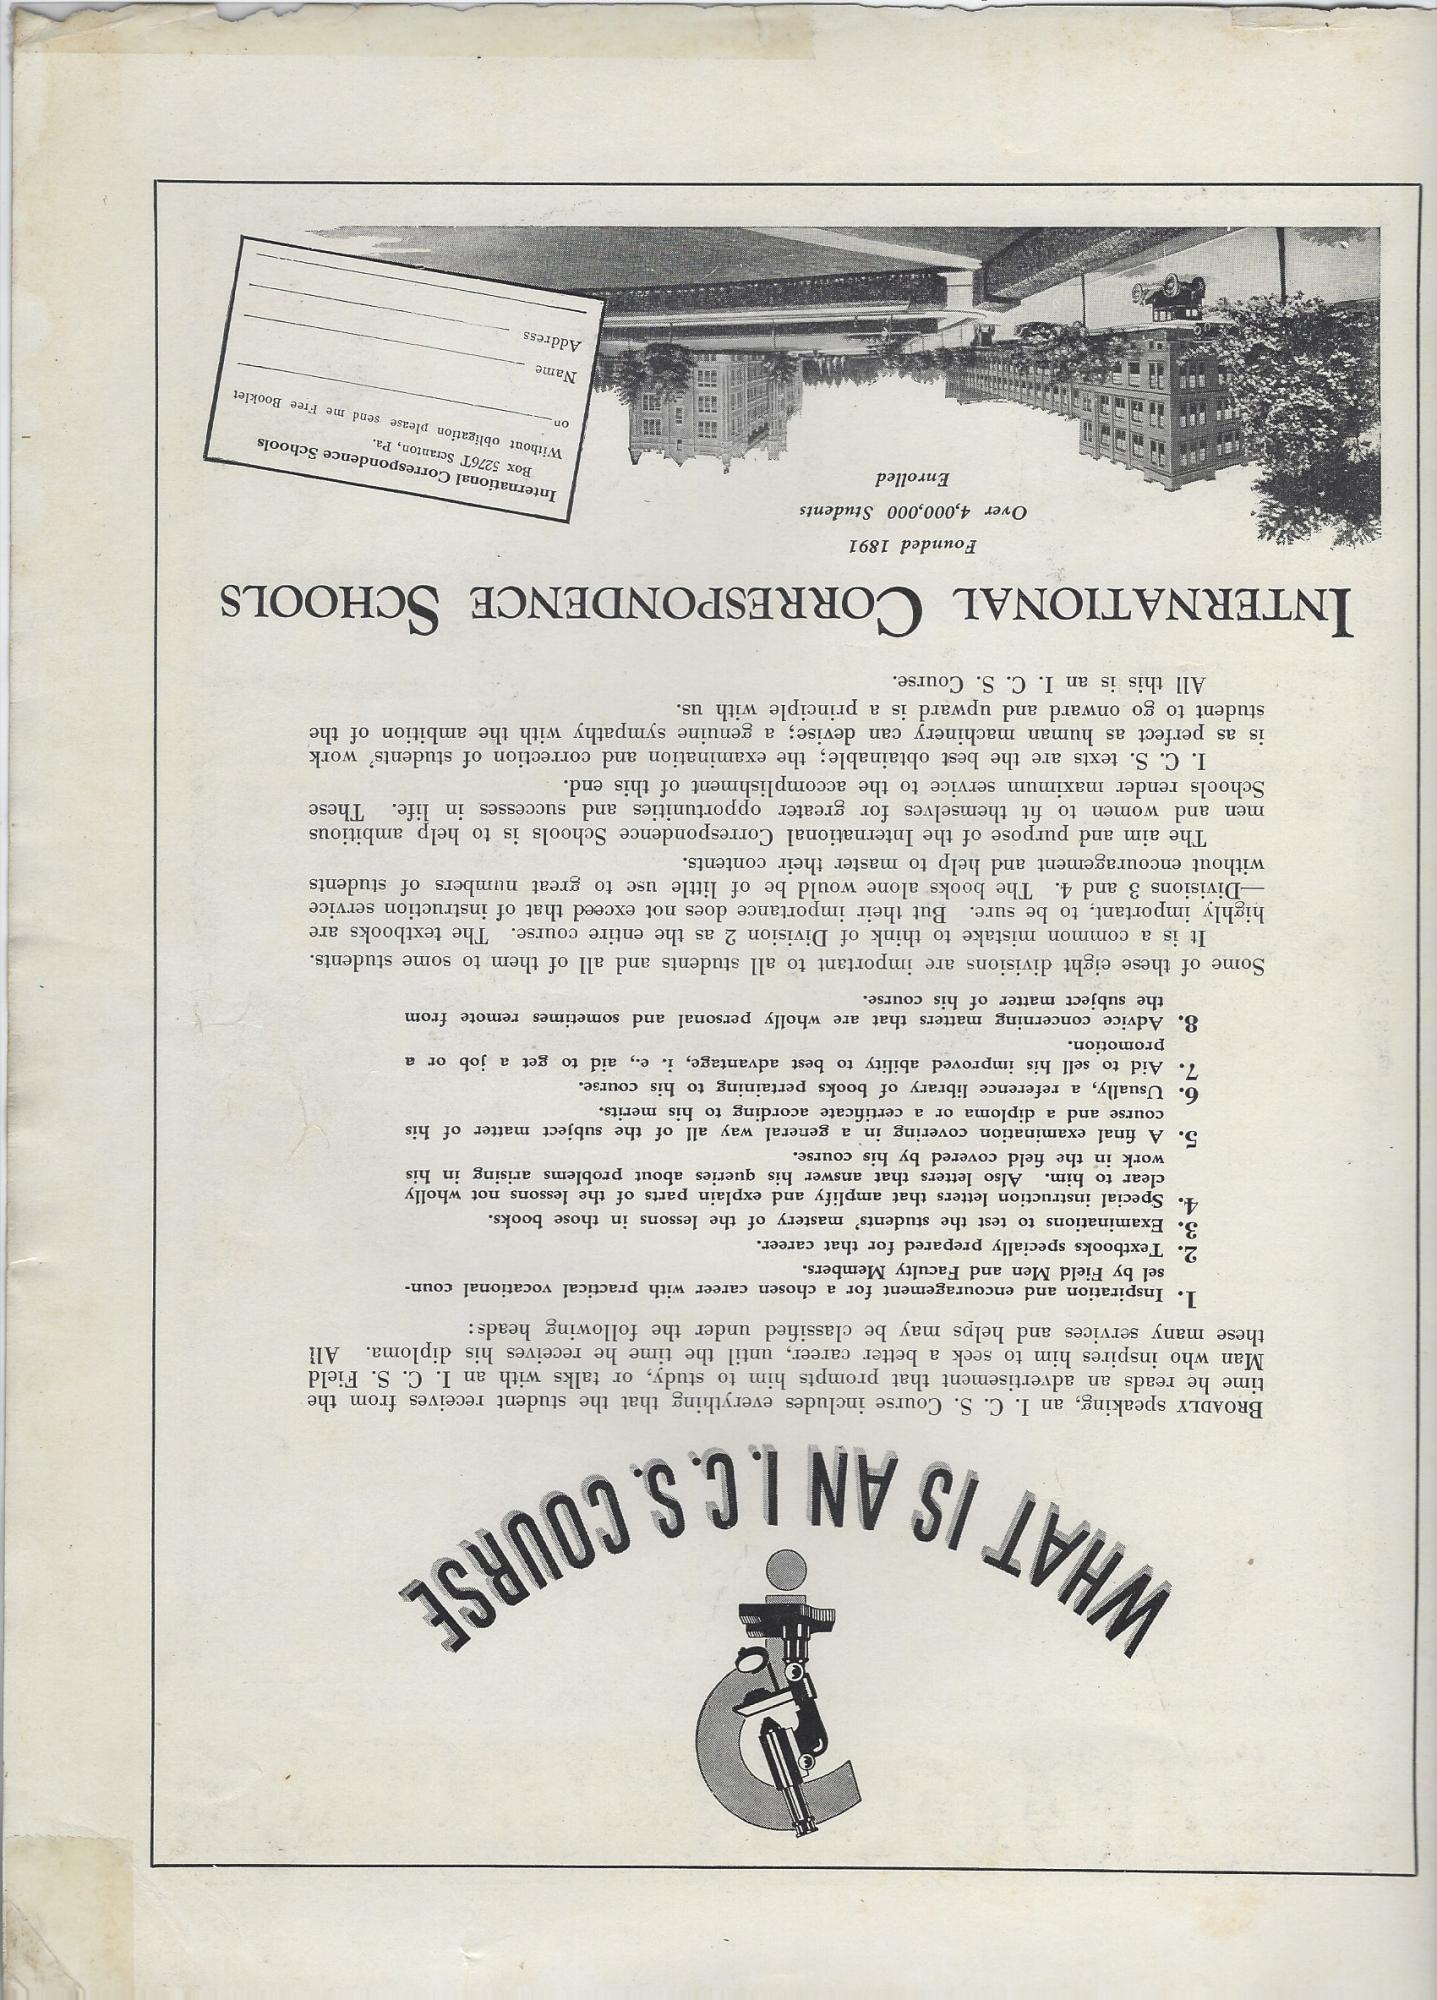 WHAT IS AN I.C.S. COURSE
BROADLY speaking, an I. C. S. Course includes everything that the student receives from the
time he reads an advertisement that prompts him to study, or talks with an I. C. S. Field
Man who inspires him to seek a better career, until the time he receives his diploma. All
these many services and helps may be classified under the following heads:
1. Inspiration and encouragement for a chosen career with practical vocational coun-
sel by Field Men and Faculty Members.
2. Textbooks specially prepared for that career.
3. Examinations to test the students' mastery of the lessons in those books.
4. Special instruction letters that amplify and explain parts of the lessons not wholly
clear to him. Also letters that answer his queries about problems arising in his
work in the field covered by his course.
5. A final examination covering in a general way all of the subject matter of his
course and a diploma or a certificate acording to his merits.
6. Usually, a reference library of books pertaining to his course.
7. Aid to sell his improved ability to best advantage, i. e., aid to get a job or a
promotion.
8. Advice concerning matters that are wholly personal and sometimes remote from
the subject matter of his course.
Some of these eight divisions are important to all students and all of them to some students.
It is a common mistake to think of Division 2 as the entire course. The textbooks are
highly important, to be sure. But their importance does not exceed that of instruction service
—Divisions 3 and 4. The books alone would be of little use to great numbers of students
without encouragement and help to master their contents.
The aim and purpose of the International Correspondence Schools is to help ambitious
men and women to fit themselves for greater opportunities and successes in life. These
Schools render maximum service to the accomplishment of this end.
I. C. S. texts are the best obtainable; the examination and correction of students' work
is as perfect as human machinery can devise; a genuine sympathy with the ambition of the
student to go onward and upward is a principle with us.
All this is an I. C. S. Course.
INTERNATIONAL CORRESPONDENCE SCHOOLS
Founded 1891
Over 4,000,000 Students
Enrolled
International Correspondence Schools
Box 5276T Scranton, Pa.
Without obligation please send me Free Booklet
on
Name
Address